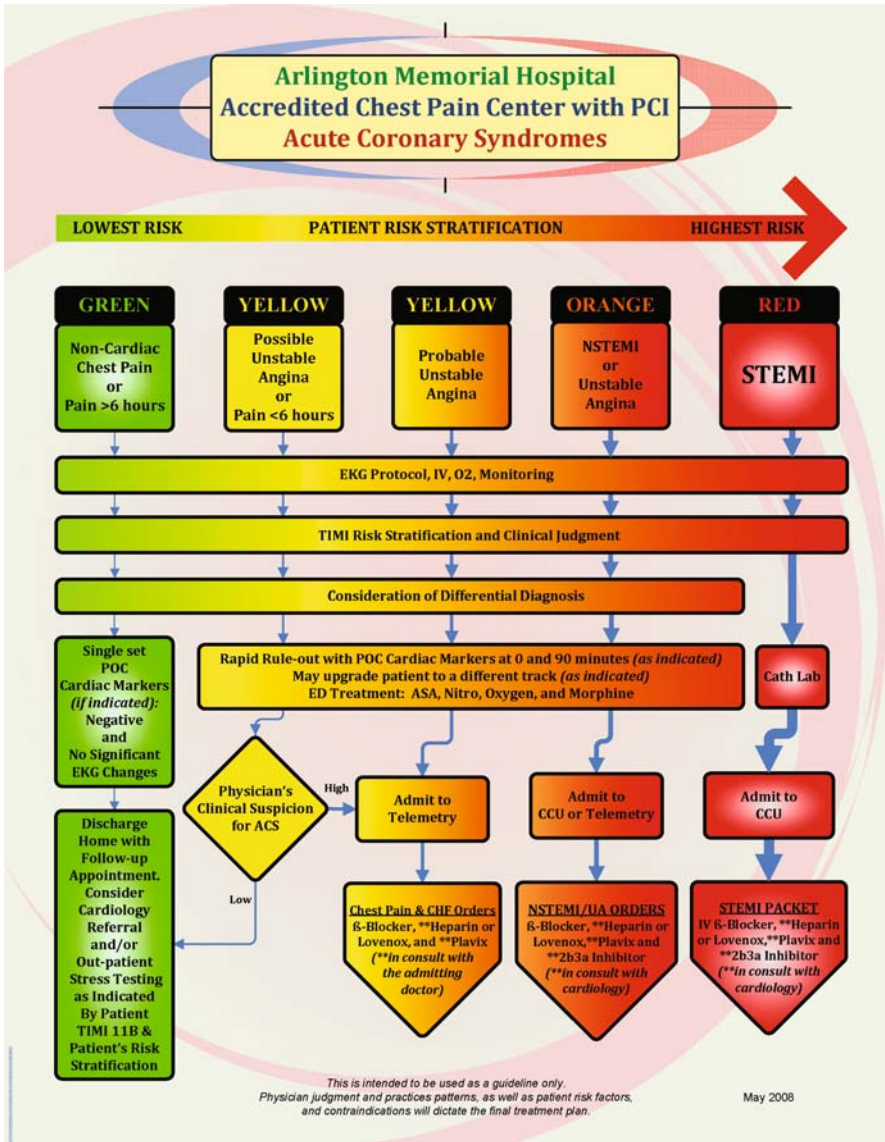 Arlington Memorial Hospital
Accredited Chest Pain Center with PCI
Acute Coronary Syndromes
LOWEST RISK
PATIENT RISK STRATIFICATION
HIGHEST RISK
GREEN
Non-Cardiac
Chest Pain
or
Pain >6 hours
YELLOW
Possible
Unstable
Angina
or
Pain <6 hours
YELLOW
Probable
Unstable
Angina
ORANGE
NSTEMI
or
Unstable
Angina
RED
STEMI
EKG Protocol, IV, O2, Monitoring
TIMI Risk Stratification and Clinical Judgment
Consideration of Differential Diagnosis
Single set
POC
Cardiac Markers
(if indicated):
Negative
and
No Significant
EKG Changes
Rapid Rule-out with POC Cardiac Markers at 0 and 90 minutes (as indicated)
May upgrade patient to a different track (as indicated)
ED Treatment: ASA, Nitro, Oxygen, and Morphine
Cath Lab
Physician's
Clinical Suspicion
for ACS
High
Low
Admit to
Telemetry
Admit to
CCU or Telemetry
Admit to
CCU
Discharge
Home with
Follow-up
Appointment.
Consider
Cardiology
Referral
and/or
Out-patient
Stress Testing
as Indicated
By Patient
TIMI 11B &
Patient's Risk
Stratification
Chest Pain & CHF Orders
ß-Blocker, **Heparin or
Lovenox, and **Plavix
(**in consult with
the admitting
doctor)
NSTEMI/UA ORDERS
ß-Blocker, **Heparin or
Lovenox,**Plavix and
**2b3a Inhibitor
(**in consult with
cardiology)
STEMI PACKET
IV ß-Blocker, **Heparin
or Lovenox,**Plavix and
**2b3a Inhibitor
(**in consult with
cardiology)
This is intended to be used as a guideline only.
Physician judgment and practices patterns, as well as patient risk factors,
and contraindications will dictate the final treatment plan.
May 2008